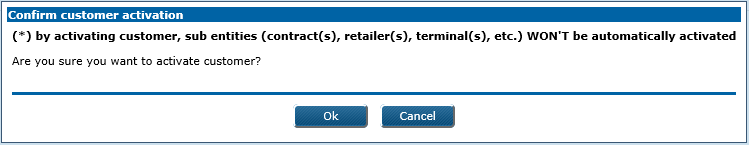 Confirm customer activation
(*) by activating customer, sub entities (contract(s), retailer(s), terminal(s), etc.) WON'T be automatically activated
Are you sure you want to activate customer?
Ok Cancel